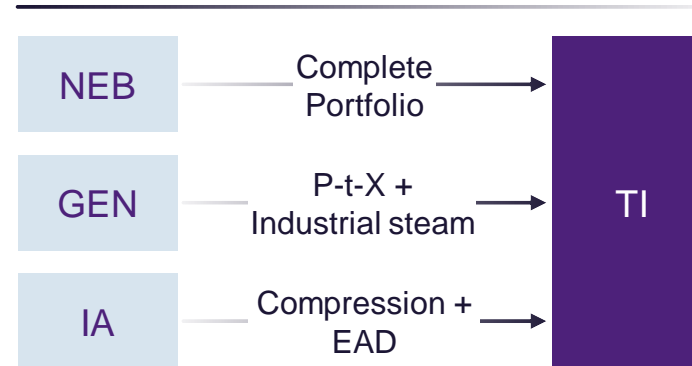 NEB
Complete
Portfolio
GEN
P-t-X +
Industrial steam
TI
IA
Compression +
EAD